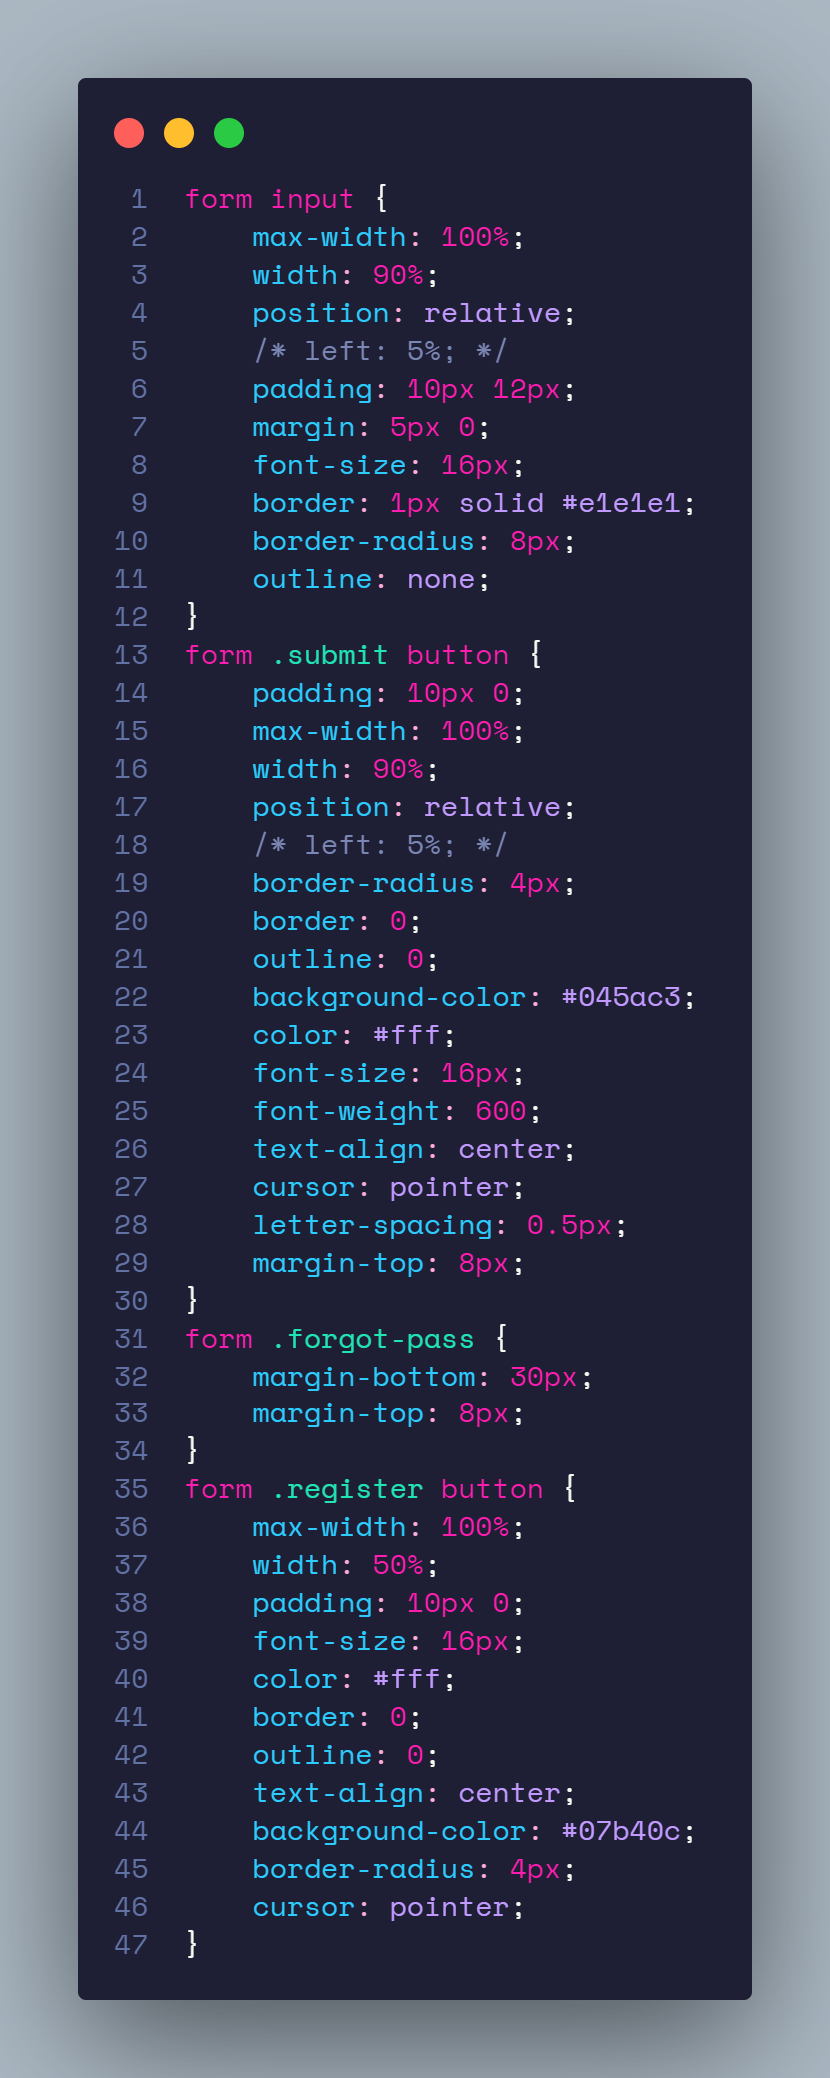 1 form input {
2     max-width: 100%;
3     width: 90%;
4     position: relative;
5     /* left: 5%; */
6     padding: 10px 12px;
7     margin: 5px 0;
8     font-size: 16px;
9     border: 1px solid #e1e1e1;
10     border-radius: 8px;
11     outline: none;
12 }
13 form .submit button {
14     padding: 10px 0;
15     max-width: 100%;
16     width: 90%;
17     position: relative;
18     /* left: 5%; */
19     border-radius: 4px;
20     border: 0;
21     outline: 0;
22     background-color: #045ac3;
23     color: #fff;
24     font-size: 16px;
25     font-weight: 600;
26     text-align: center;
27     cursor: pointer;
28     letter-spacing: 0.5px;
29     margin-top: 8px;
30 }
31 form .forgot-pass {
32     margin-bottom: 30px;
33     margin-top: 8px;
34 }
35 form .register button {
36     max-width: 100%;
37     width: 50%;
38     padding: 10px 0;
39     font-size: 16px;
40     color: #fff;
41     border: 0;
42     outline: 0;
43     text-align: center;
44     background-color: #07b40c;
45     border-radius: 4px;
46     cursor: pointer;
47 }